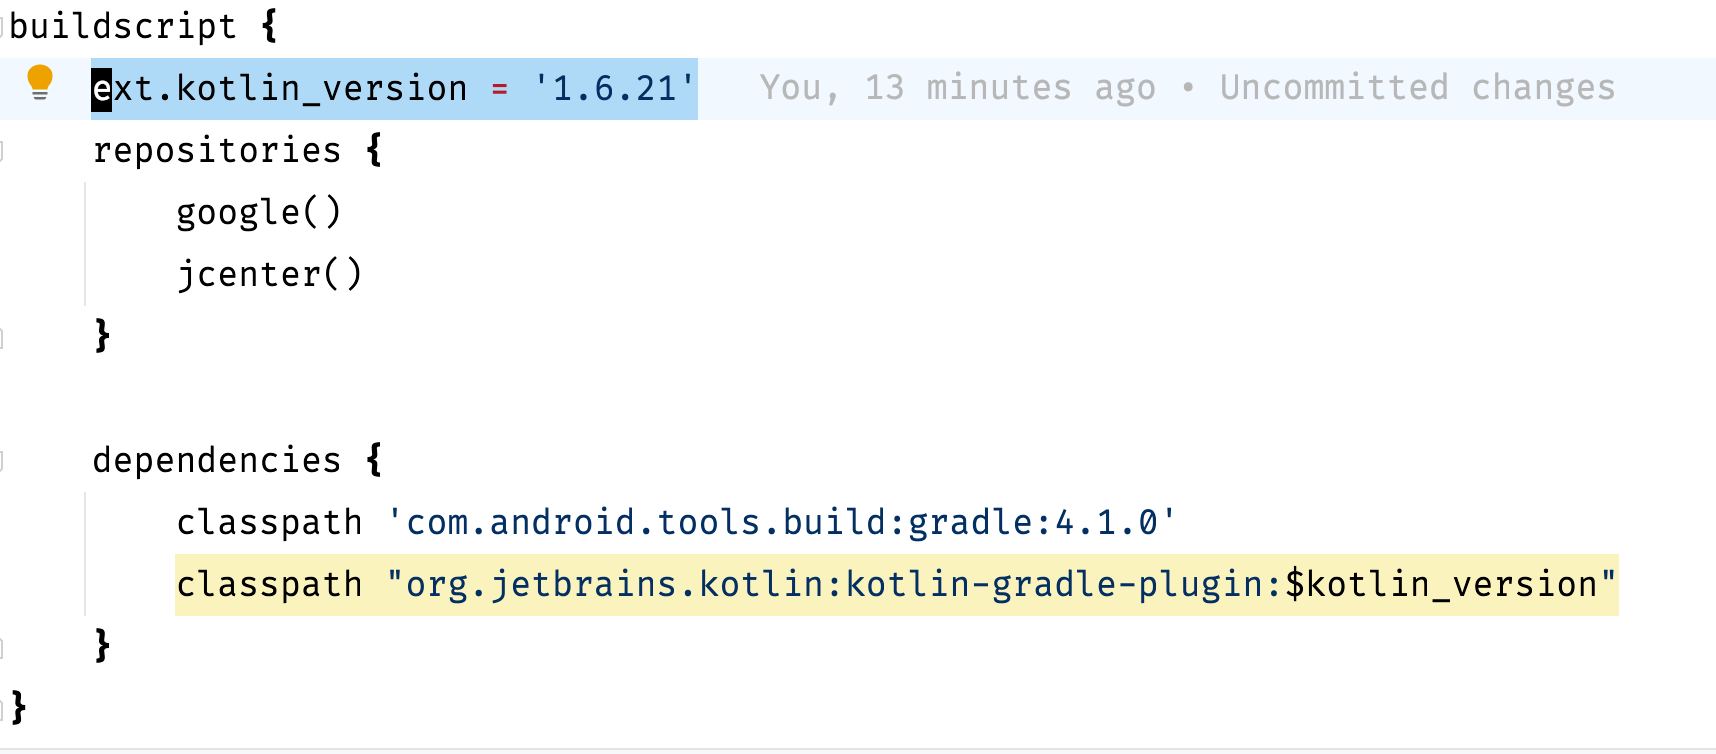 buildscript {
ext.kotlin_version = '1.6.21' You, 13 minutes ago • Uncommitted changes
repositories {
google()
jcenter()
}
dependencies {
classpath 'com.android.tools.build:gradle:4.1.0'
classpath "org.jetbrains.kotlin:kotlin-gradle-plugin:$kotlin_version"
}
}